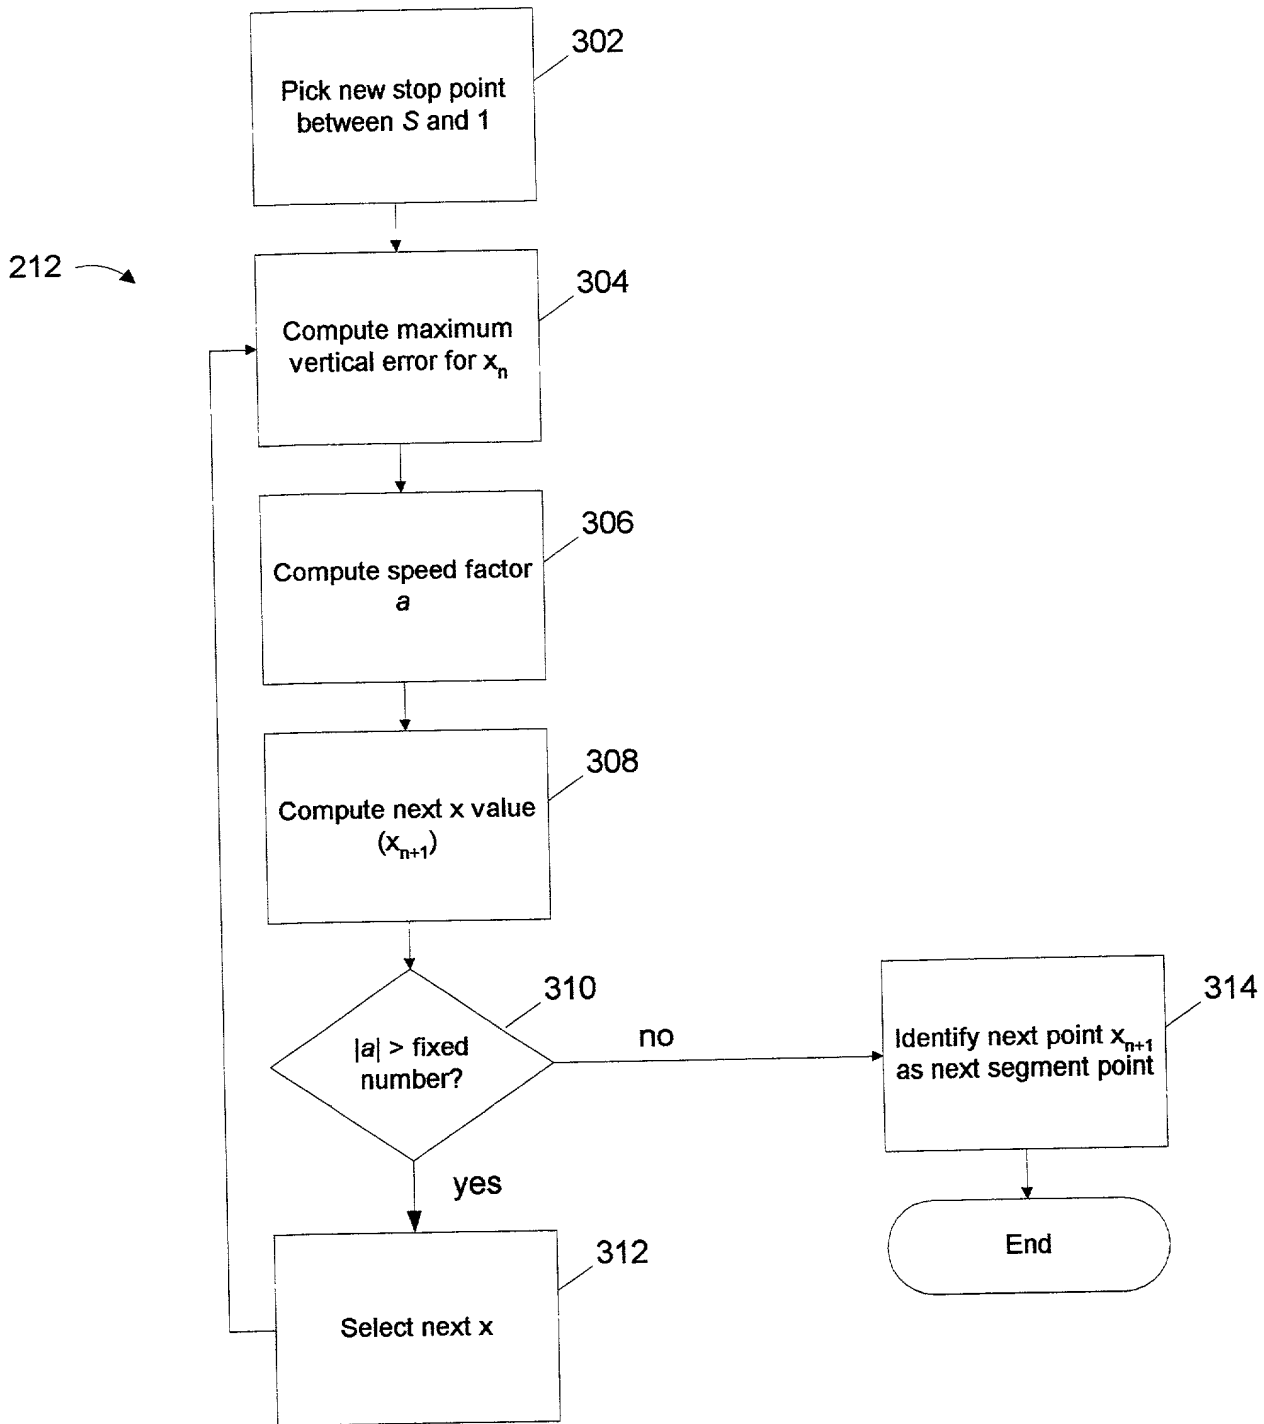 302
Pick new stop point
between S and 1
212
304
Compute maximum
vertical error for xn
306
Compute speed factor
a
308
Compute next x value
(xn+1)
310
|a| > fixed
number?
no
314
Identify next point xn+1
as next segment point
yes
312
End
Select next x